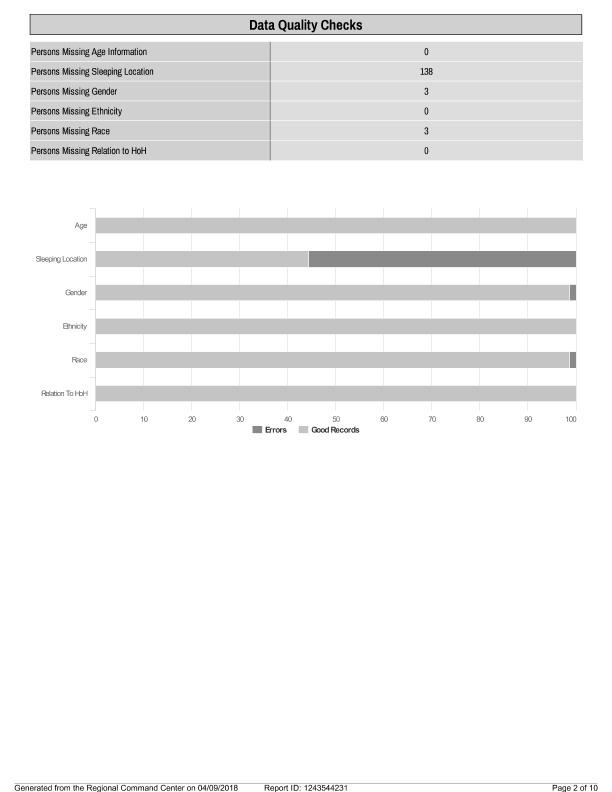 Data Quality Checks
Persons Missing Age Information 0
Persons Missing Sleeping Location 138
Persons Missing Gender 3
Persons Missing Ethnicity 0
Persons Missing Race 3
Persons Missing Relation to HoH 0
Age
Sleeping Location
Gender
Ethnicity
Race
Relation To HoH
0 10 20 30 40 50 60 70 80 90 100
Errors Good Records
Generated from the Regional Command Center on 04/09/2018 Report ID: 1243544231 Page 2 of 10